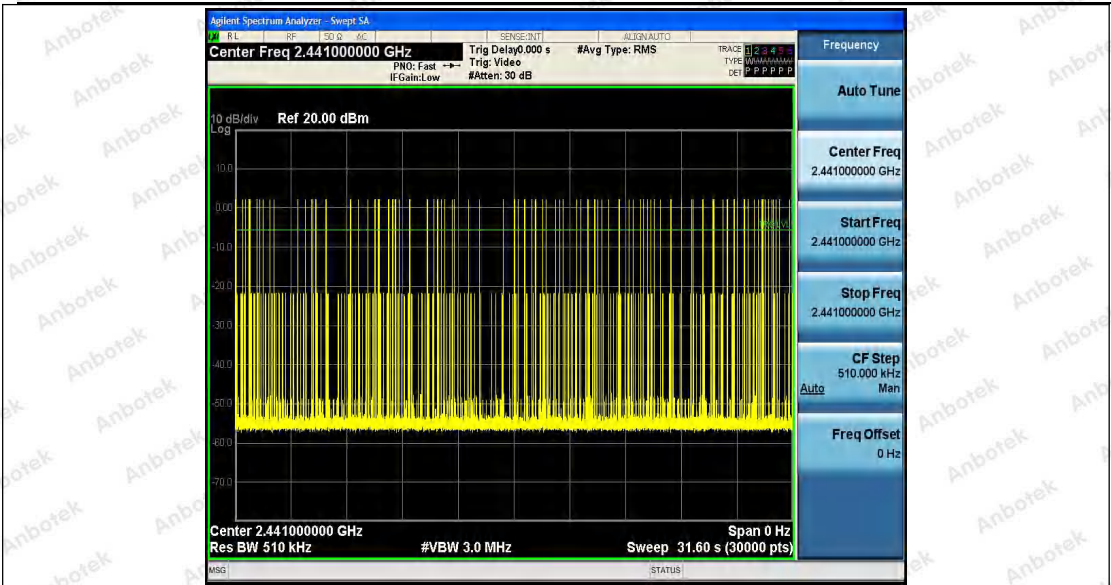 Agilent Spectrum Analyzer - Swept SA
RL RF 50 Ω AC SENSE:INT ALIGNAUTO
Center Freq 2.441000000 GHz
PNO: Fast
IFGain:Low
Trig Delay0.000 s
Trig: Video
#Atten: 30 dB
#Avg Type: RMS
TRACE 1 2 3 4 5 6
TYPE
DET P P P P P P
10 dB/div
Log
Ref 20.00 dBm
10.0
0.00
-10.0
-20.0
-30.0
-40.0
-50.0
-60.0
-70.0
Center 2.441000000 GHz
Span 0 Hz
Res BW 510 kHz
#VBW 3.0 MHz
Sweep 31.60 s (30000 pts)
MSG
STATUS
Frequency
Auto Tune
Center Freq
2.441000000 GHz
Start Freq
2.441000000 GHz
Stop Freq
2.441000000 GHz
CF Step
510.000 kHz
Auto Man
Freq Offset
0 Hz
Anbotek